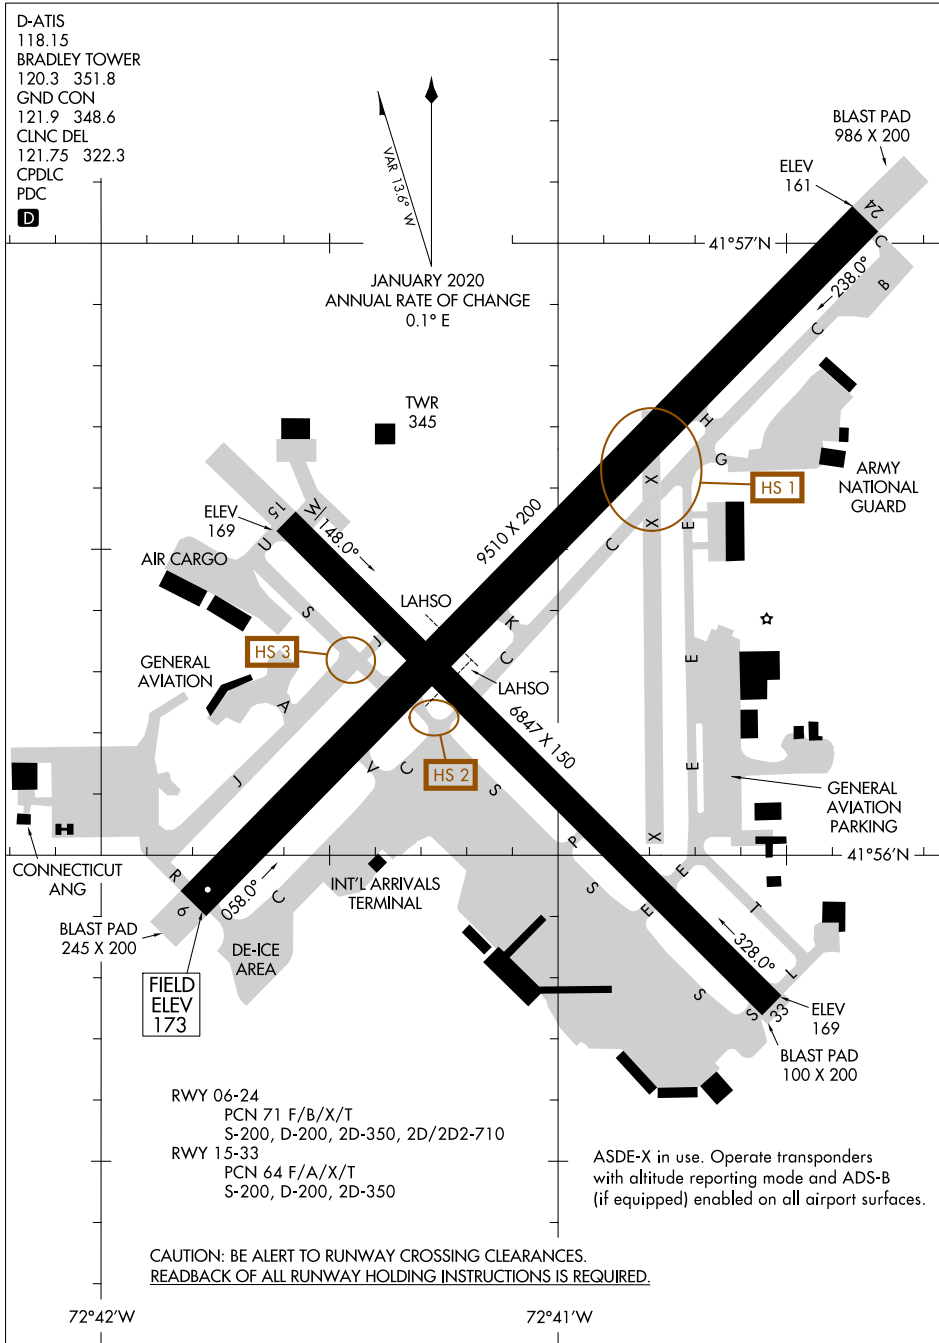 D-ATIS
118.15
BRADLEY TOWER
120.3 351.8
GND CON
121.9 348.6
CLNC DEL
121.75 322.3
CPDLC
PDC
D
VAR 13.6° W
JANUARY 2020
ANNUAL RATE OF CHANGE
0.1° E
BLAST PAD
986 X 200
ELEV
161
24
41°57'N
C
238.0°
B
C
TWR
345
H
G
HS 1
ARMY
NATIONAL
GUARD
X
X
E
C
9510 X 200
15
W
ELEV
169
148.0°
U
AIR CARGO
S
LAHSO
J
K
C
HS 3
GENERAL
AVIATION
LAHSO
E
A
6847 X 150
V
C
HS 2
S
E
J
GENERAL
AVIATION
PARKING
X
P
41°56'N
H
CONNECTICUT
ANG
R
6
058.0°
C
INT'L ARRIVALS
TERMINAL
S
E
E
T
BLAST PAD
245 X 200
DE-ICE
AREA
328.0°
L
FIELD
ELEV
173
S
S
33
ELEV
169
BLAST PAD
100 X 200
RWY 06-24
PCN 71 F/B/X/T
S-200, D-200, 2D-350, 2D/2D2-710
RWY 15-33
PCN 64 F/A/X/T
S-200, D-200, 2D-350
ASDE-X in use. Operate transponders
with altitude reporting mode and ADS-B
(if equipped) enabled on all airport surfaces.
CAUTION: BE ALERT TO RUNWAY CROSSING CLEARANCES.
READBACK OF ALL RUNWAY HOLDING INSTRUCTIONS IS REQUIRED.
72°42'W
72°41'W